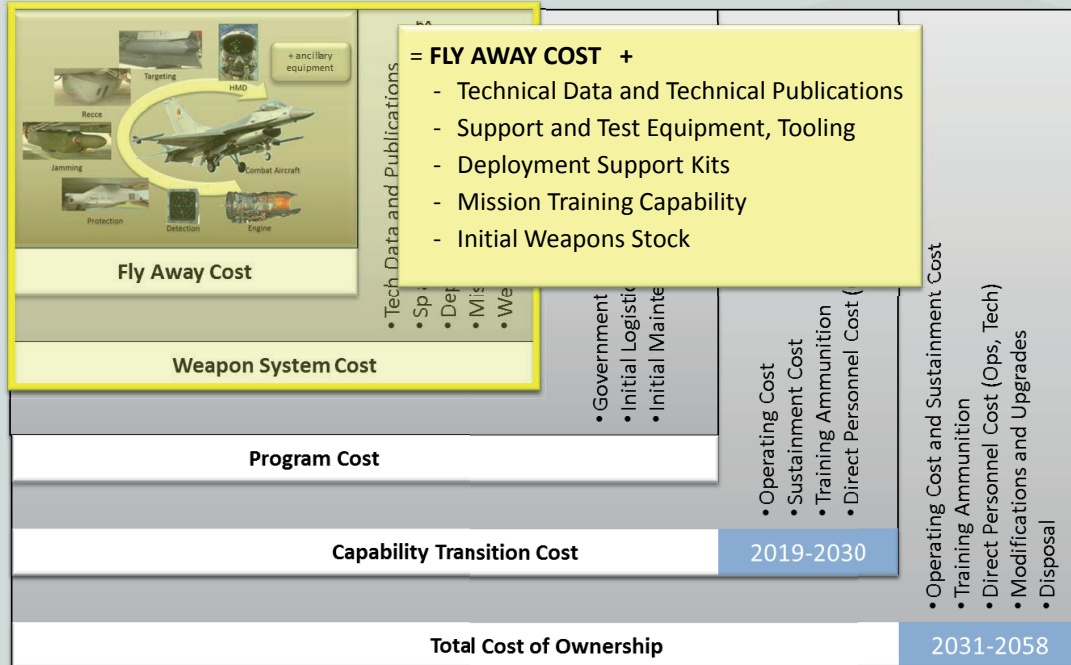 Targeting
HMD
+ ancillary
equipment
Recce
Jamming
Combat Aircraft
Protection
Detection
Engine
Fly Away Cost
• Tech Data and Publications
Weapon System Cost
= FLY AWAY COST +
- Technical Data and Technical Publications
- Support and Test Equipment, Tooling
- Deployment Support Kits
- Mission Training Capability
- Initial Weapons Stock
• Government
• Initial
• Initial
Program Cost
• Operating Cost
• Sustainment Cost
• Training Ammunition
• Direct Personnel Cost (
Capability Transition Cost
2019-2030
• Operating Cost and Sustainment Cost
• Training Ammunition
• Direct Personnel Cost (Ops, Tech)
• Modifications and Upgrades
• Disposal
Total Cost of Ownership
2031-2058